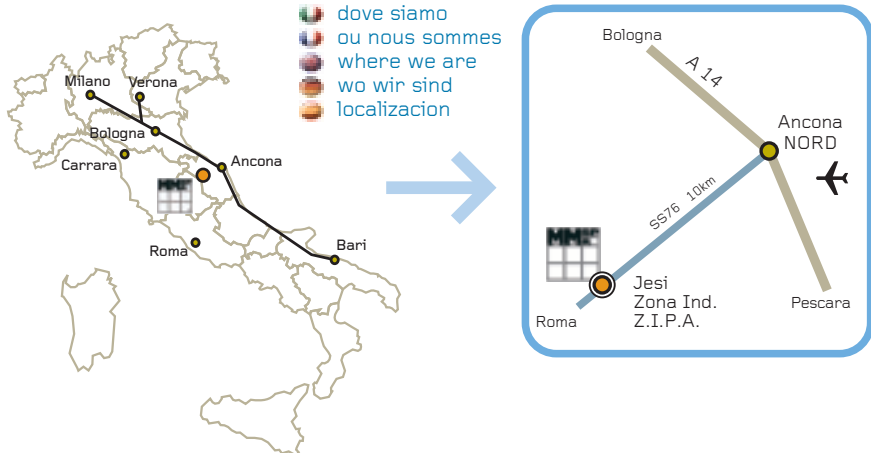 dove siamo
ou nous sommes
where we are
wo wir sind
localizacion
Milano
Verona
Bologna
Carrara
Ancona
Roma
Bari
Bologna
A 14
Ancona
NORD
SS76 10km
Jesi
Zona Ind.
Z.I.P.A.
Roma
Pescara